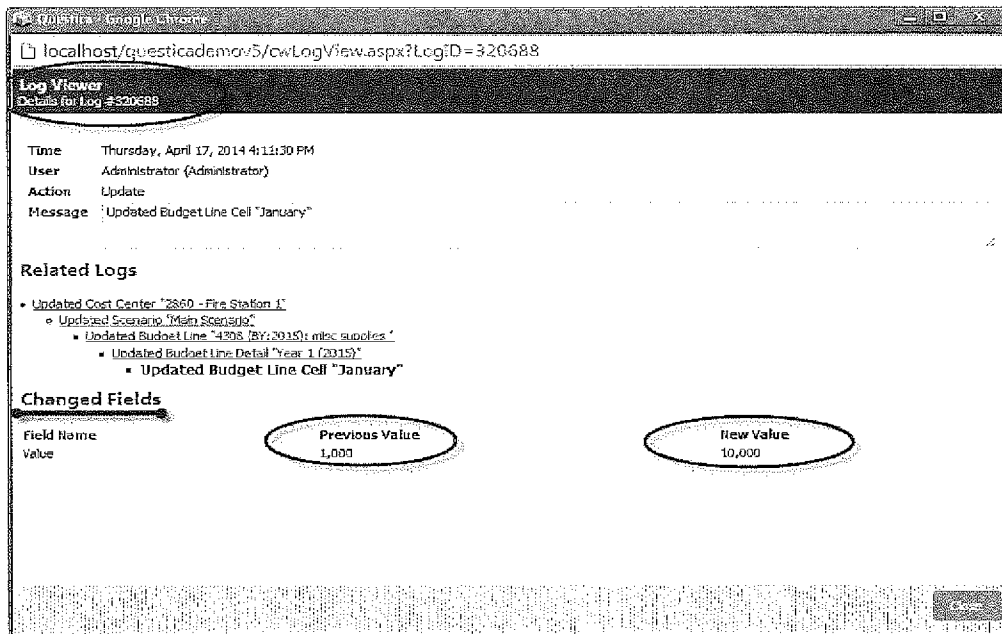 Questica - Google Chrome
localhost/questicademov5/cwLogView.aspx?LogID=320688
Log Viewer
Details for Log #320688
Time Thursday, April 17, 2014 4:11:30 PM
User Administrator (Administrator)
Action Update
Message Updated Budget Line Cell "January"
Related Logs
• Updated Cost Center "2860 - Fire Station 1"
o Updated Scenario "Main Scenario"
▪ Updated Budget Line "4308 (BY:2015): misc supplies "
▪ Updated Budget Line Detail "Year 1 (2015)"
▪ Updated Budget Line Cell "January"
Changed Fields
Field Name Previous Value New Value
Value 1,000 10,000
Close